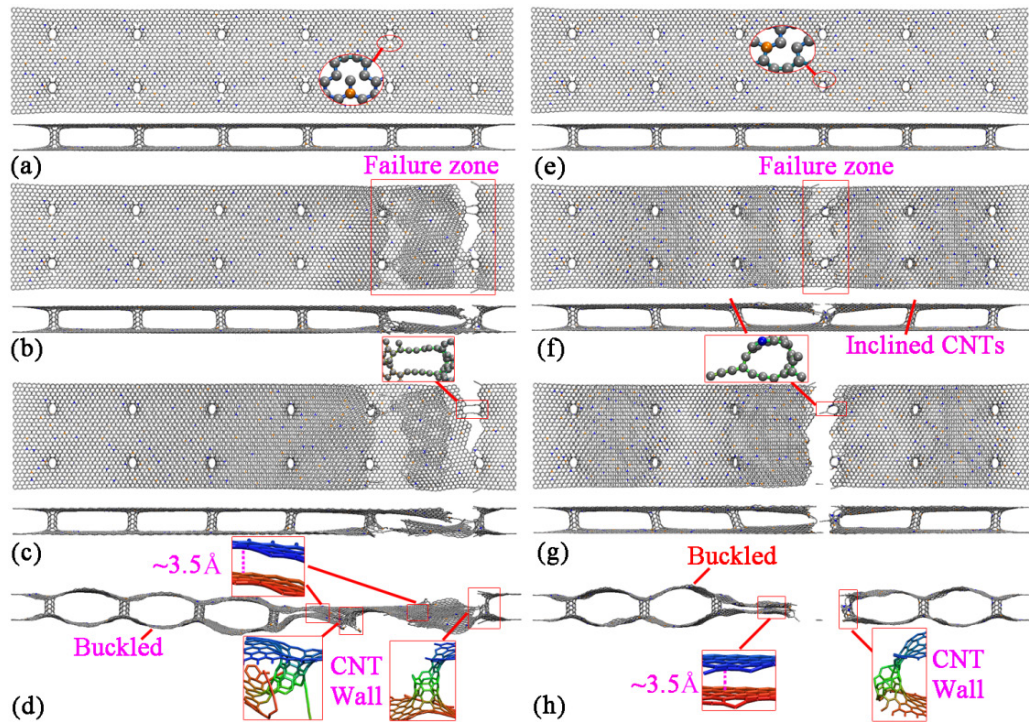 (a)
(e)
Failure zone
Failure zone
(b)
(f)
Inclined CNTs
(c)
(g)
~3.5Å
Buckled
Buckled
CNT
Wall
~3.5Å
CNT
Wall
(d)
(h)